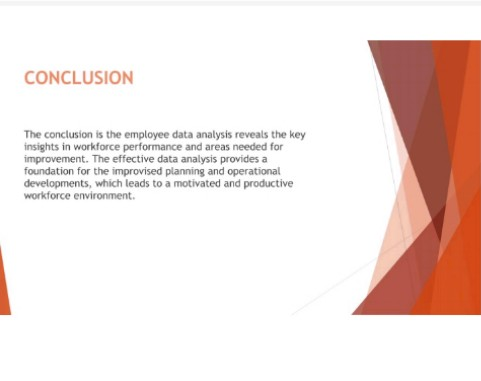 CONCLUSION
The conclusion is the employee data analysis reveals the key
insights in workforce performance and areas needed for
improvement. The effective data analysis provides a
foundation for the improvised planning and operational
developments, which leads to a motivated and productive
workforce environment.